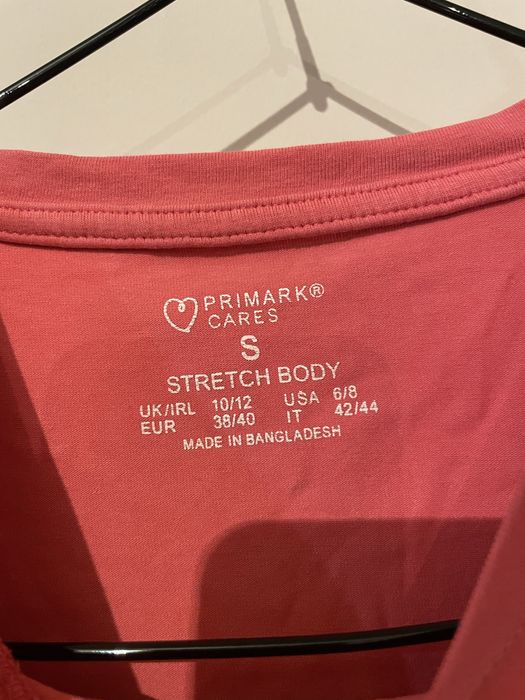 PRIMARK®
CARES
S
STRETCH BODY
UK/IRL 10/12 USA 6/8
EUR 38/40 IT 42/44
MADE IN BANGLADESH